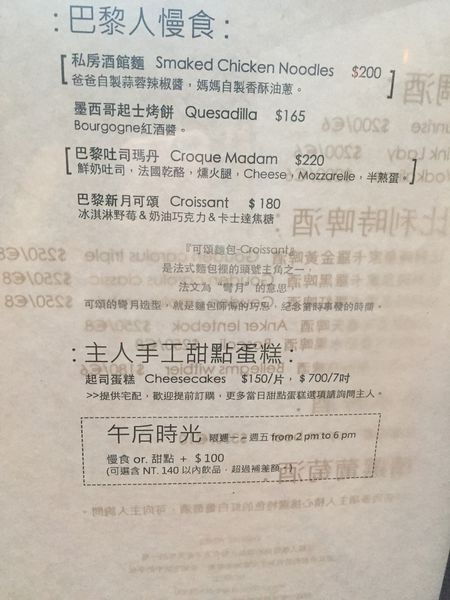 : 巴黎人慢食 :
私房酒館麵 Smaked Chicken Noodles $200
爸爸自製蒜蓉辣椒醬，媽媽自製香酥油蔥。
墨西哥起士烤餅 Quesadilla $165
Bourgogne紅酒醬。
巴黎吐司瑪丹 Croque Madam $220
鮮奶吐司，法國乾酪，燻火腿，Cheese，Mozzarelle，半熟蛋。
巴黎新月可頌 Croissant $180
冰淇淋野莓＆奶油巧克力＆卡士達焦糖
『可頌麵包-Croissant』
是法式麵包裡的頭號主角之一，
法文為"彎月"的意思，
可頌的彎月造型，就是麵包師傅的巧思，紀念當時事發的時間。
: 主人手工甜點蛋糕 :
起司蛋糕 Cheesecakes $150/片，$700/7吋
>>提供宅配，歡迎提前訂購，更多當日甜點蛋糕選項請詢問主人。
午后時光 限週一 ~ 週五 from 2 pm to 6 pm
慢食 or. 甜點 + $100
(可選含 NT. 140 以內飲品，超過補差額。)